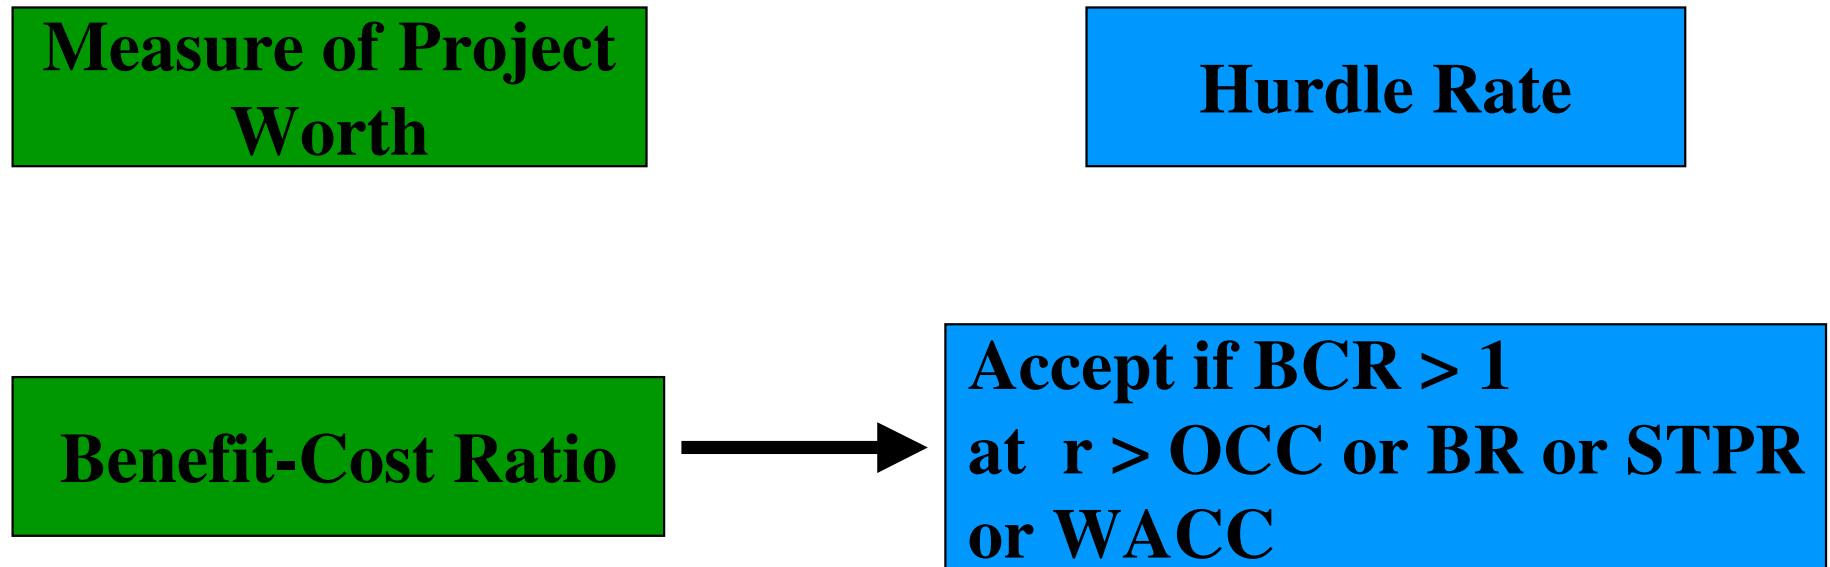 Measure of Project
Worth
Hurdle Rate
Benefit-Cost Ratio
Accept if BCR > 1
at r > OCC or BR or STPR
or WACC